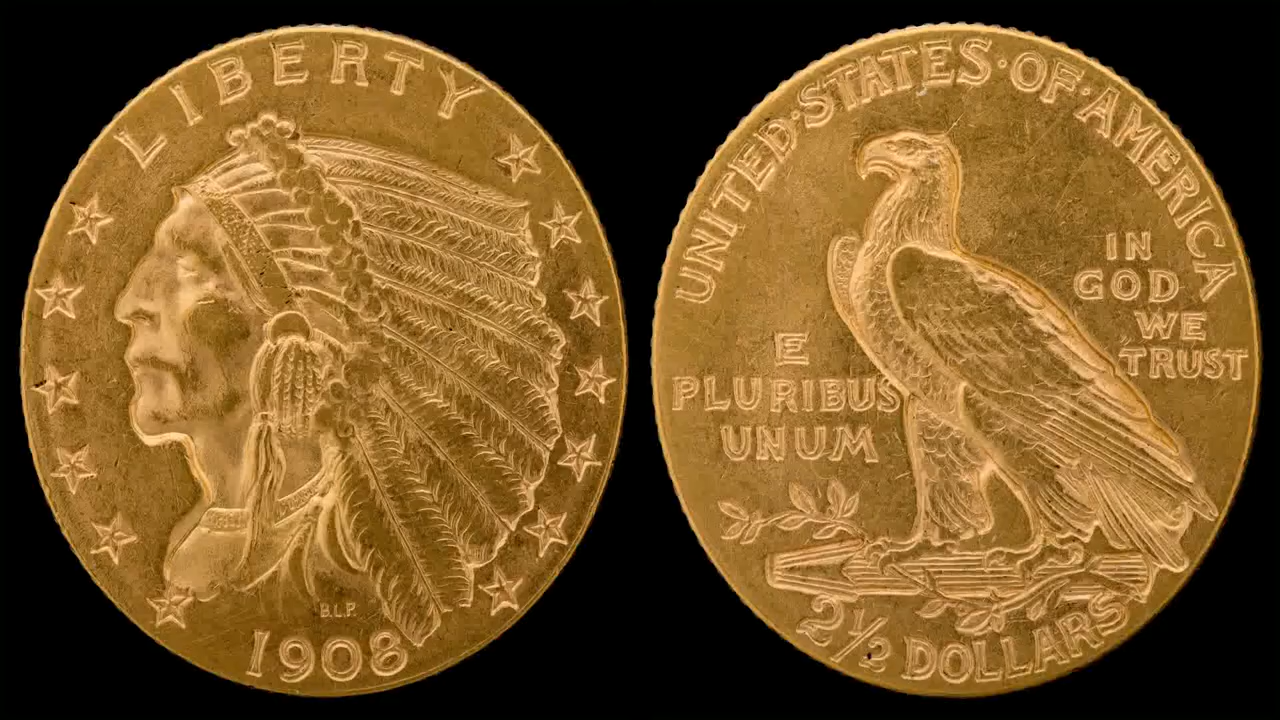 LIBERTY
B.L.P.
1908
UNITED·STATES·OF·AMERICA
IN
GOD
WE
TRUST
E
PLURIBUS
UNUM
2½ DOLLARS